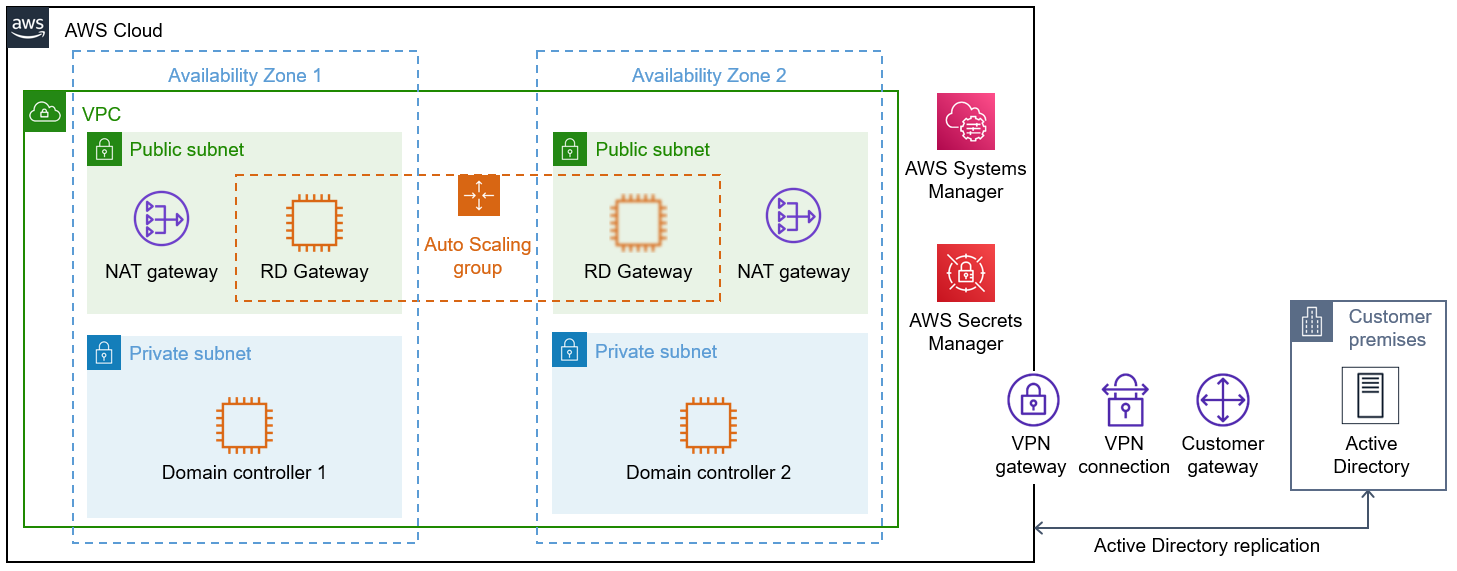 aws
AWS Cloud
Availability Zone 1
Availability Zone 2
VPC
Public subnet
Public subnet
NAT gateway
RD Gateway
Auto Scaling
group
RD Gateway
NAT gateway
Private subnet
Private subnet
Domain controller 1
Domain controller 2
AWS Systems
Manager
AWS Secrets
Manager
VPN
gateway
VPN
connection
Customer
gateway
Customer
premises
Active
Directory
Active Directory replication